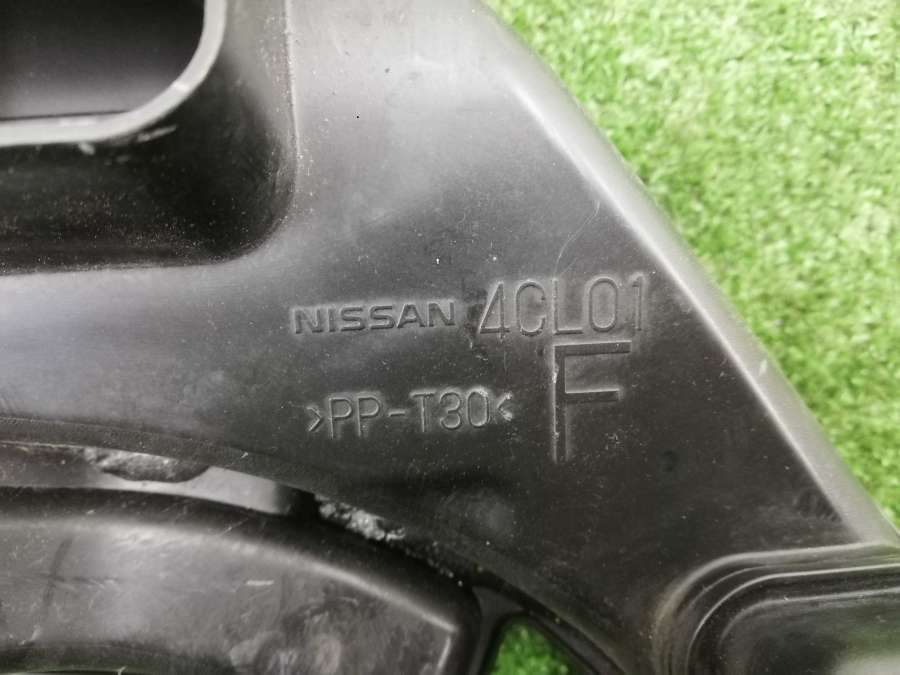 NISSAN 4CL01
F
>PP-T30<